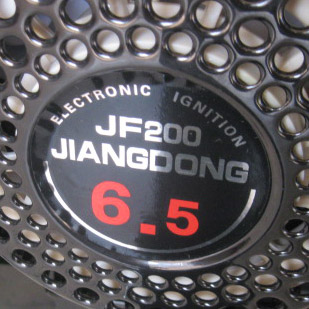 ELECTRONIC IGNITION
JF200
JIANGDONG
6.5